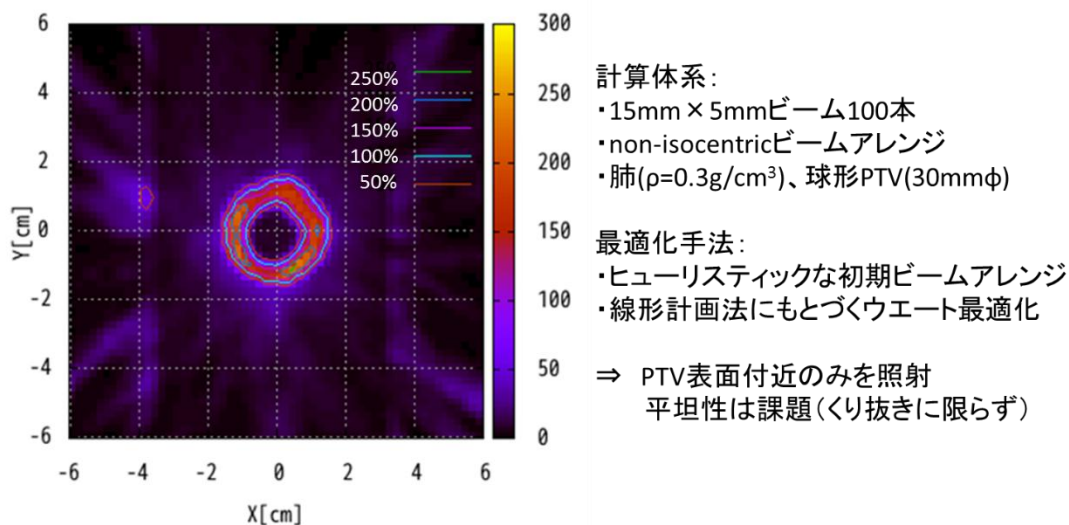 6
4
2
0
-2
-4
-6
Y[cm]
-6 -4 -2 0 2 4 6
X[cm]
250%
200%
150%
100%
50%
300
250
200
150
100
50
0
計算体系:
・15mm×5mmビーム100本
・non-isocentricビームアレンジ
・肺(ρ=0.3g/cm³)、球形PTV(30mmφ)
最適化手法:
・ヒューリスティックな初期ビームアレンジ
・線形計画法にもとづくウエート最適化
⇒ PTV表面付近のみを照射
平坦性は課題(くり抜きに限らず)